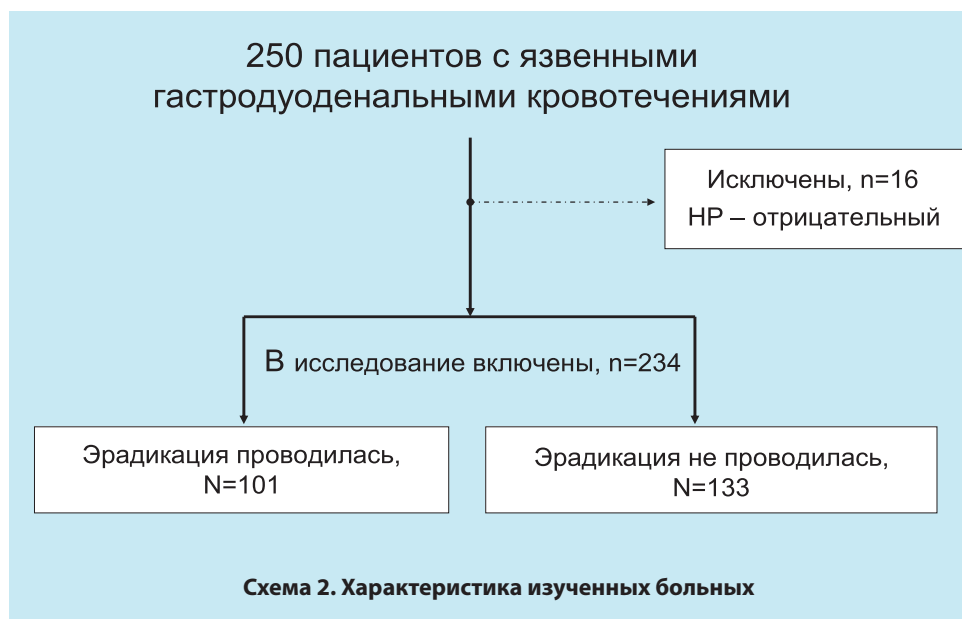 250 пациентов с язвенными
гастродуоденальными кровотечениями
Исключены, n=16
HP – отрицательный
В исследование включены, n=234
Эрадикация проводилась,
N=101
Эрадикация не проводилась,
N=133
Схема 2. Характеристика изученных больных